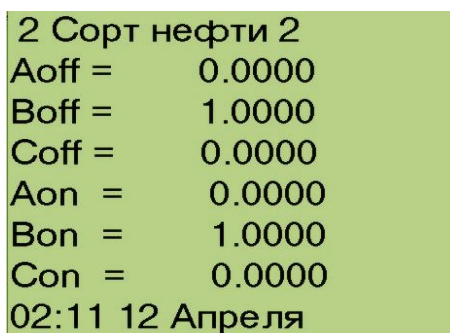 2 Сорт нефти 2
Aoff = 0.0000
Boff = 1.0000
Coff = 0.0000
Aon = 0.0000
Bon = 1.0000
Con = 0.0000
02:11 12 Апреля